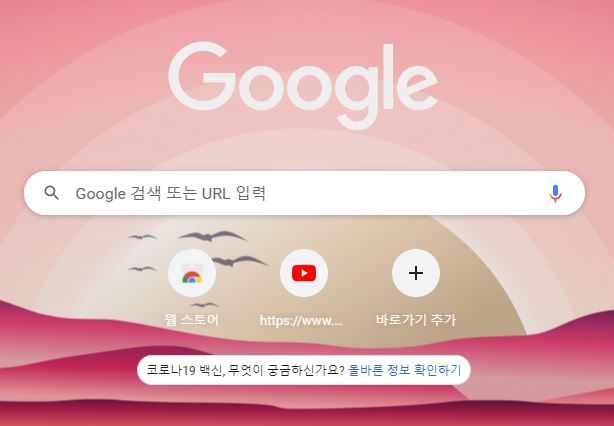 Google
Google 검색 또는 URL 입력
웹 스토어
https://www....
바로가기 추가
코로나19 백신, 무엇이 궁금하신가요? 올바른 정보 확인하기